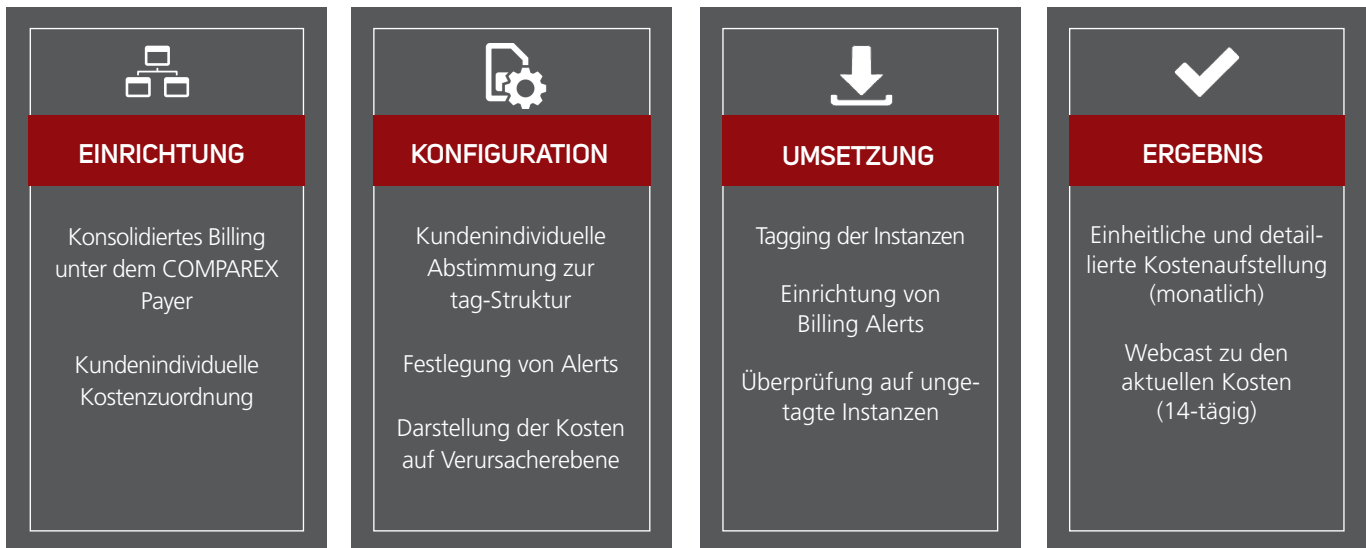 EINRICHTUNG
Konsolidiertes Billing
unter dem COMPAREX
Payer
Kundenindividuelle
Kostenzuordnung
KONFIGURATION
Kundenindividuelle
Abstimmung zur
tag-Struktur
Festlegung von Alerts
Darstellung der Kosten
auf Verursacherebene
UMSETZUNG
Tagging der Instanzen
Einrichtung von
Billing Alerts
Überprüfung auf unge-
tagte Instanzen
ERGEBNIS
Einheitliche und detail-
lierte Kostenaufstellung
(monatlich)
Webcast zu den
aktuellen Kosten
(14-tägig)